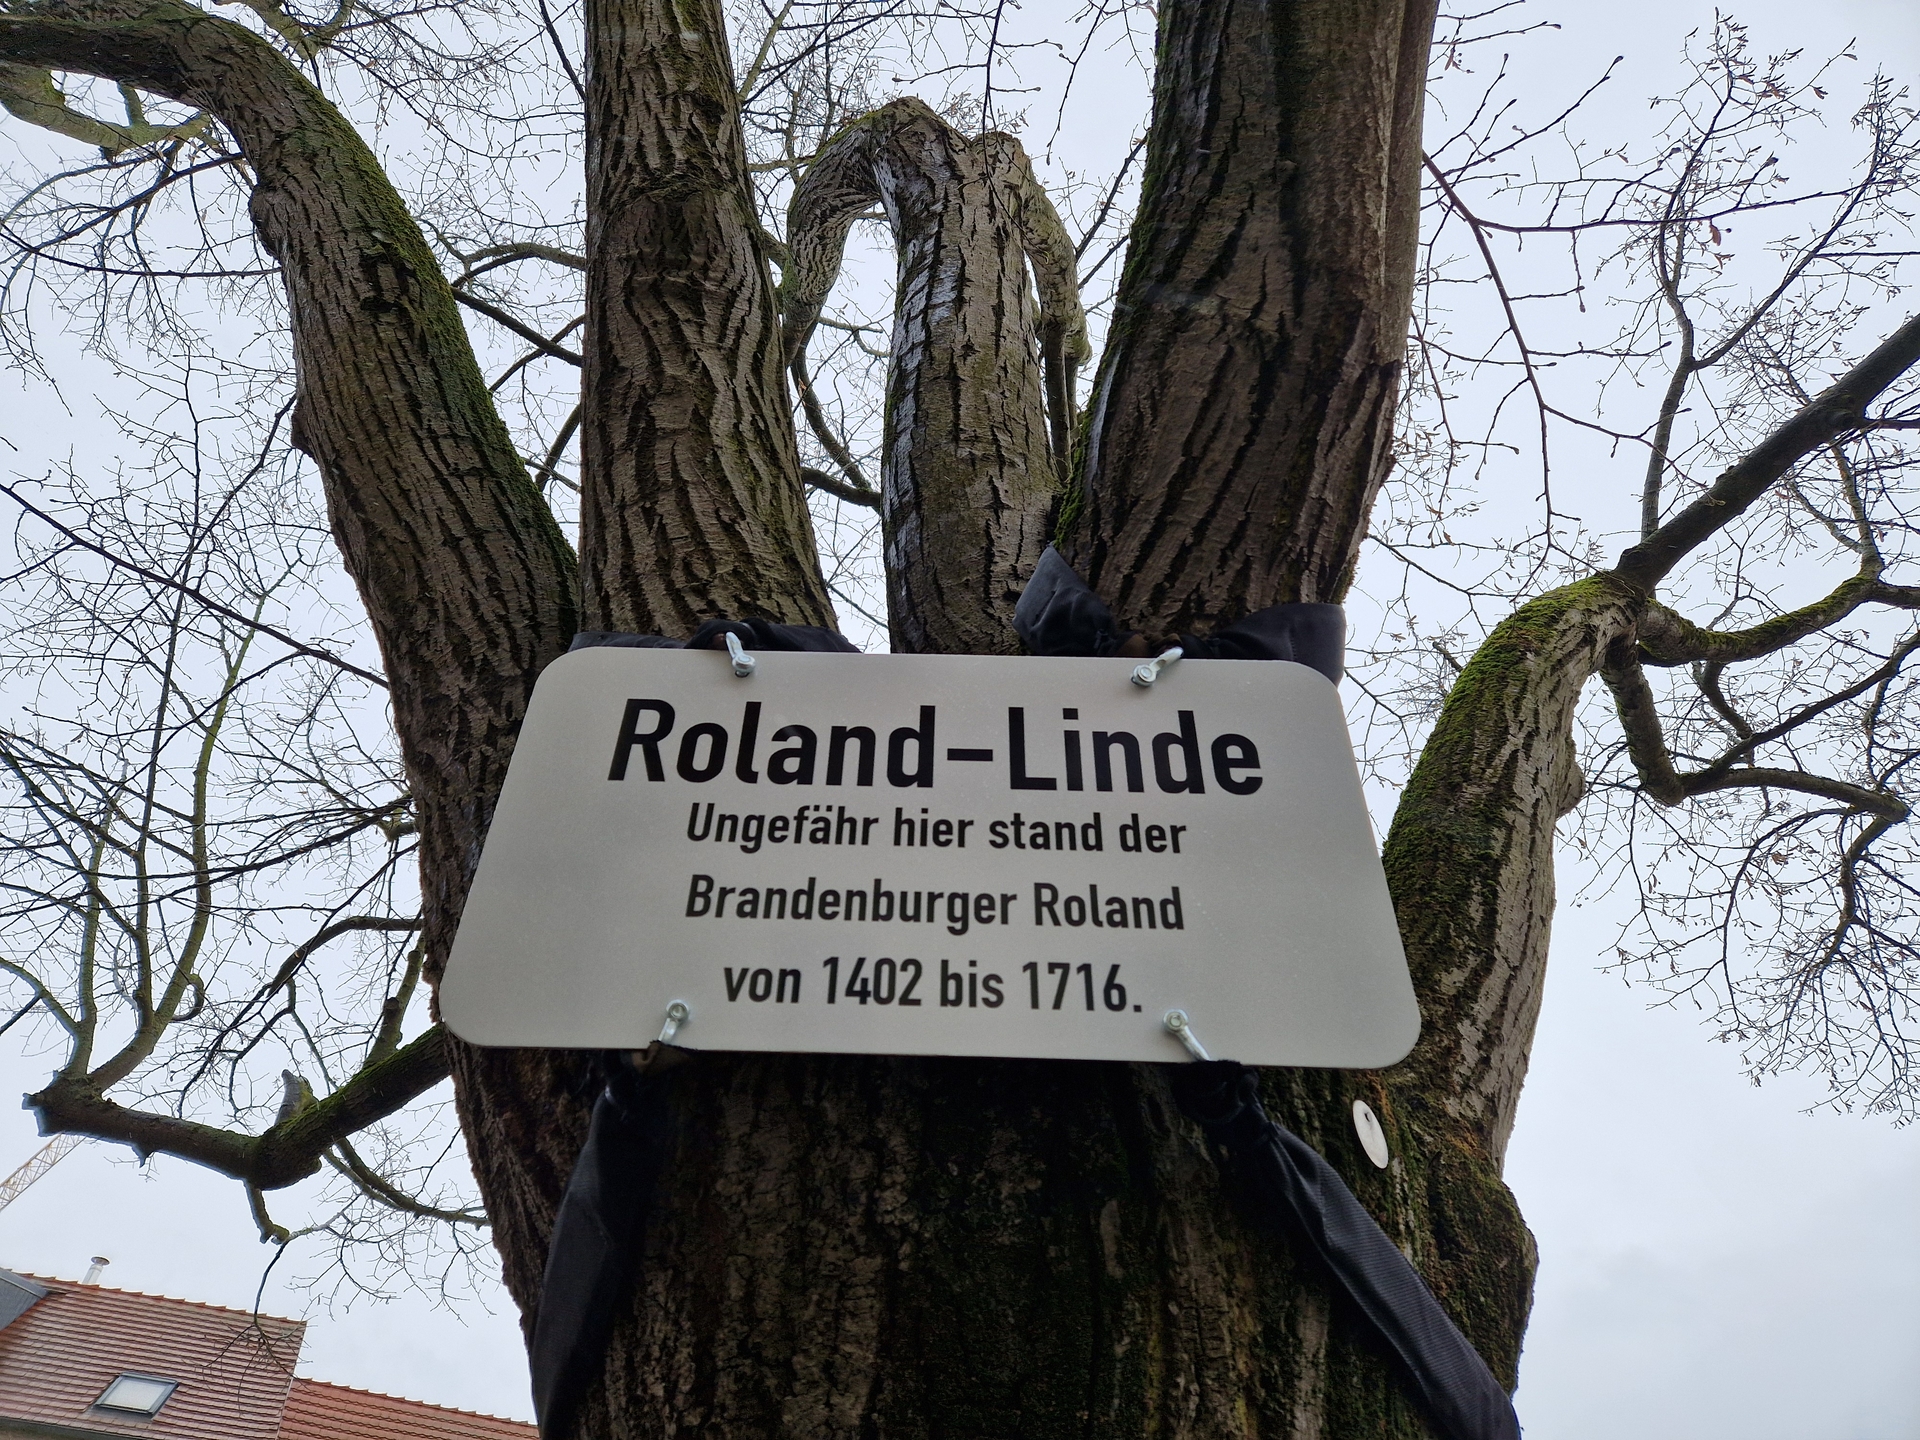 Roland-Linde
Ungefähr hier stand der
Brandenburger Roland
von 1402 bis 1716.